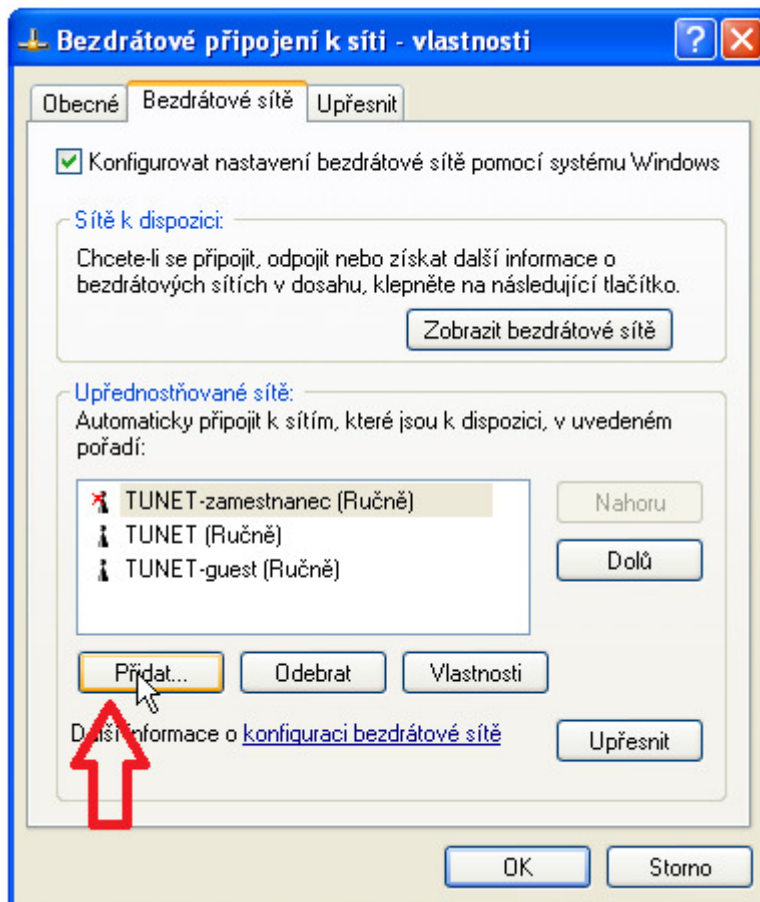 Bezdrátové připojení k síti - vlastnosti
Obecné
Bezdrátové sítě
Upřesnit
Konfigurovat nastavení bezdrátové sítě pomocí systému Windows
Sítě k dispozici:
Chcete-li se připojit, odpojit nebo získat další informace o
bezdrátových sítích v dosahu, klepněte na následující tlačítko.
Zobrazit bezdrátové sítě
Upřednostňované sítě:
Automaticky připojit k sítím, které jsou k dispozici, v uvedeném
pořadí:
TUNET-zamestnanec (Ručně)
TUNET (Ručně)
TUNET-guest (Ručně)
Nahoru
Dolů
Přidat...
Odebrat
Vlastnosti
Další informace o konfiguraci bezdrátové sítě
Upřesnit
OK
Storno